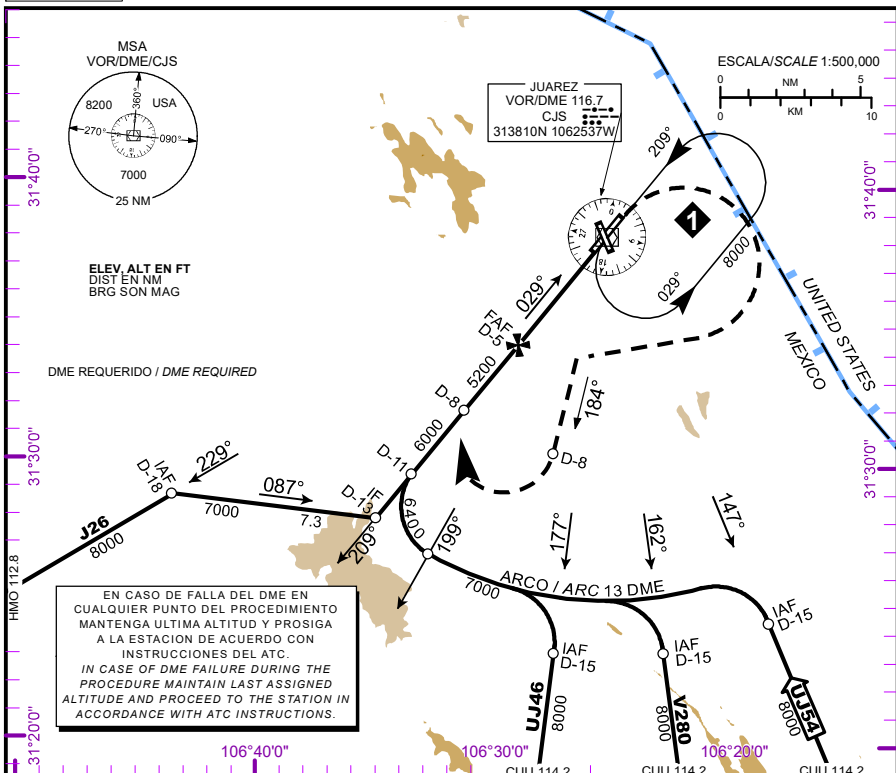 MSA
VOR/DME/CJS
8200
USA
360°
270°
090°
7000
25 NM
JUAREZ
VOR/DME 116.7
CJS
313810N 1062537W
ESCALA/SCALE 1:500,000
0 NM 5
0 KM 10
31°40'0"
31°40'0"
209°
1
8000
029°
0
9
18
27
ELEV, ALT EN FT
DIST EN NM
BRG SON MAG
029°
FAF
D-5
UNITED STATES
MEXICO
DME REQUERIDO / DME REQUIRED
5200
D-8
184°
6000
D-8
D-11
31°30'0"
31°30'0"
229°
IAF
D-18
087°
IF
D-13
7000
7.3
209°
6400
199°
177°
162°
147°
J26
8000
HMO 112.8
7000
ARCO / ARC 13 DME
EN CASO DE FALLA DEL DME EN
CUALQUIER PUNTO DEL PROCEDIMIENTO
MANTENGA ULTIMA ALTITUD Y PROSIGA
A LA ESTACION DE ACUERDO CON
INSTRUCCIONES DEL ATC.
IN CASE OF DME FAILURE DURING THE
PROCEDURE MAINTAIN LAST ASSIGNED
ALTITUDE AND PROCEED TO THE STATION IN
ACCORDANCE WITH ATC INSTRUCTIONS.
IAF
D-15
IAF
D-15
IAF
D-15
UJ46
8000
V280
8000
UJ54
8000
31°20'0"
106°40'0"
106°30'0"
106°20'0"
CUU 114.2
CUU 114.2
CUU 114.2